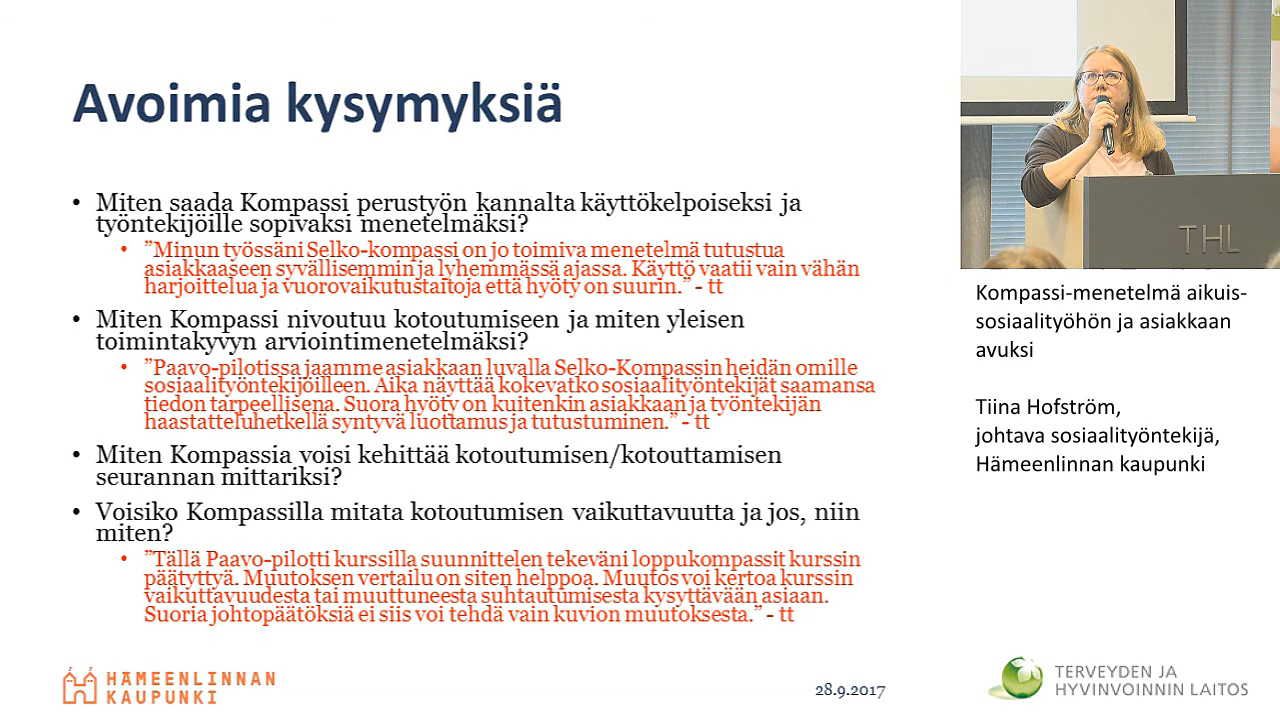 Avoimia kysymyksiä
• Miten saada Kompassi perustyön kannalta käyttökelpoiseksi ja
työntekijöille sopivaksi menetelmäksi?
• ”Minun työssäni Selko-kompassi on jo toimiva menetelmä tutustua
asiakkaaseen syvällisemmin ja lyhemmässä ajassa. Käyttö vaatii vain vähän
harjoittelua ja vuorovaikutustaitoja että hyöty on suurin.” - tt
• Miten Kompassi nivoutuu kotoutumiseen ja miten yleisen
toimintakyvyn arviointimenetelmäksi?
• ”Paavo-pilotissa jaamme asiakkaan luvalla Selko-Kompassin heidän omille
sosiaalityöntekijöilleen. Aika näyttää kokevatko sosiaalityöntekijät saamansa
tiedon tarpeellisena. Suora hyöty on kuitenkin asiakkaan ja työntekijän
haastatteluhetkellä syntyvä luottamus ja tutustuminen.” - tt
• Miten Kompassia voisi kehittää kotoutumisen/kotouttamisen
seurannan mittariksi?
• Voisiko Kompassilla mitata kotoutumisen vaikuttavuutta ja jos, niin
miten?
• ”Tällä Paavo-pilotti kurssilla suunnittelen tekeväni loppukompassit kurssin
päätyttyä. Muutoksen vertailu on siten helppoa. Muutos voi kertoa kurssin
vaikuttavuudesta tai muuttuneesta suhtautumisesta kysyttävään asiaan.
Suoria johtopäätöksiä ei siis voi tehdä vain kuvion muutoksesta.” - tt
HÄMEENLINNAN
KAUPUNKI
28.9.2017
THL
Kompassi-menetelmä aikuis-
sosiaalityöhön ja asiakkaan
avuksi
Tiina Hofström,
johtava sosiaalityöntekijä,
Hämeenlinnan kaupunki
TERVEYDEN JA
HYVINVOINNIN LAITOS